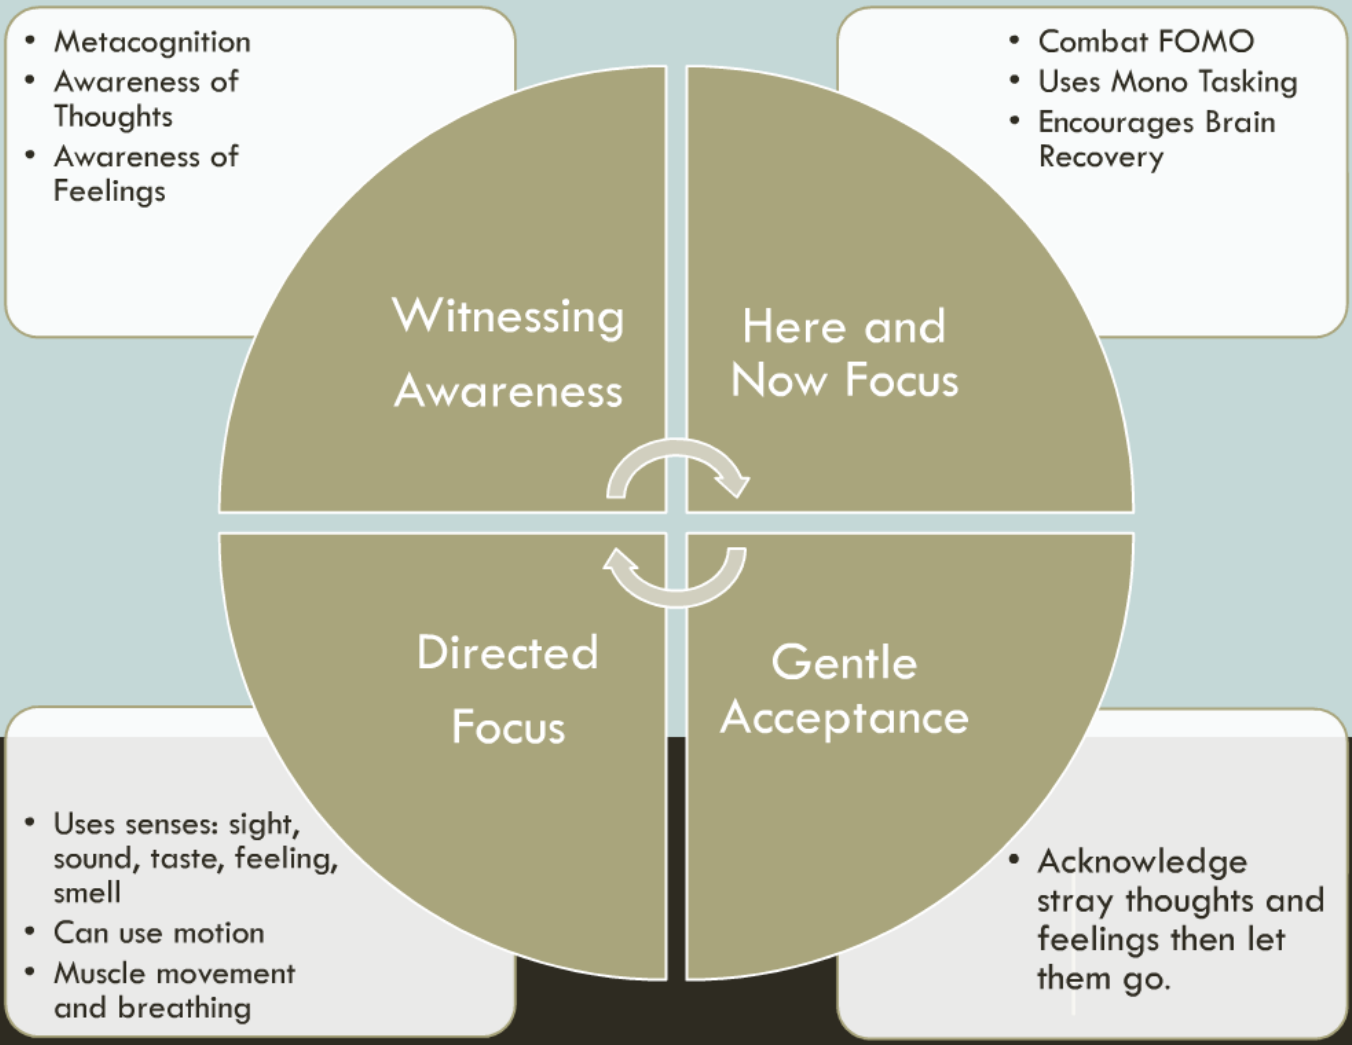 • Metacognition
• Awareness of
Thoughts
• Awareness of
Feelings
• Combat FOMO
• Uses Mono Tasking
• Encourages Brain
Recovery
Witnessing
Awareness
Here and
Now Focus
Directed
Focus
Gentle
Acceptance
• Uses senses: sight,
sound, taste, feeling,
smell
• Can use motion
• Muscle movement
and breathing
• Acknowledge
stray thoughts and
feelings then let
them go.